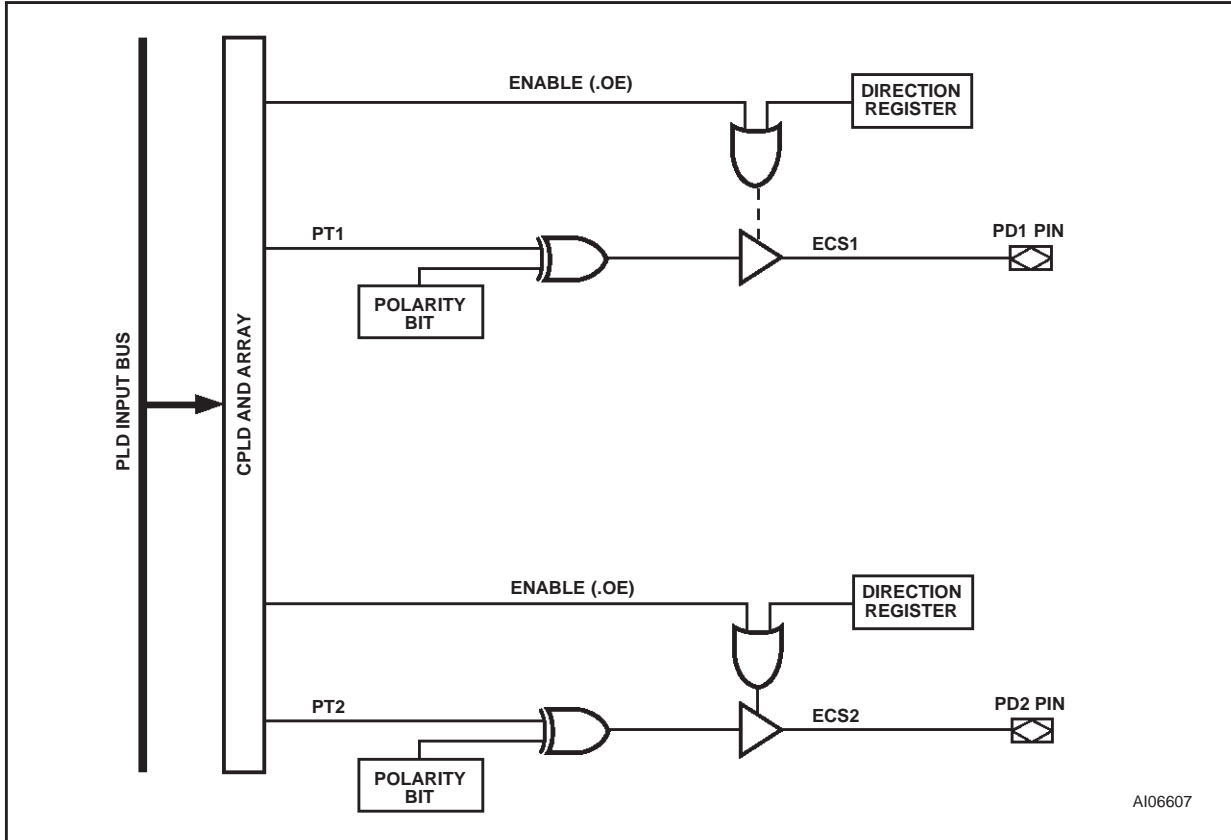 ENABLE (.OE)
DIRECTION
REGISTER
PT1
ECS1
PD1 PIN
POLARITY
BIT
PLD INPUT BUS
CPLD AND ARRAY
ENABLE (.OE)
DIRECTION
REGISTER
PT2
ECS2
PD2 PIN
POLARITY
BIT
AI06607